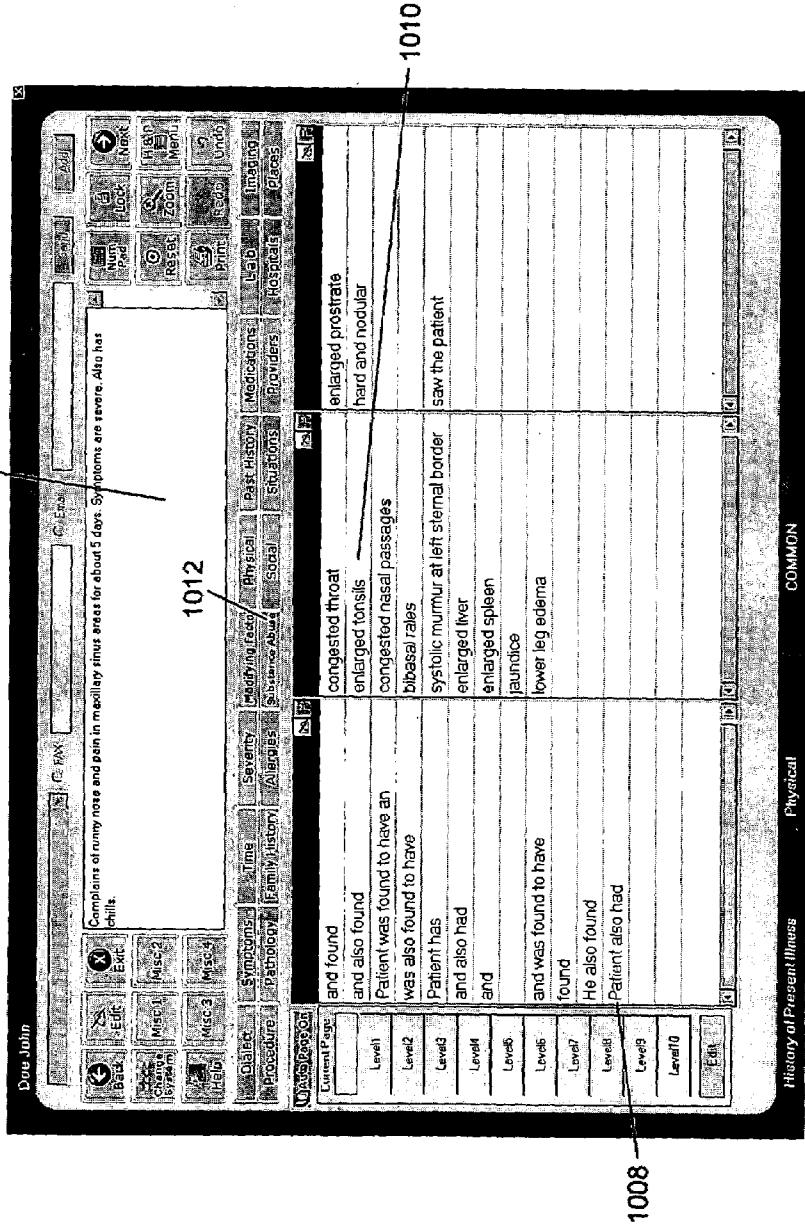 Doe John
FAX
Email
Add
Back
Edit
Exit
Complains of runny nose and pain in maxillary sinus areas for about 5 days. Symptoms are severe. Also has
chills.
Num Pad
Lock
Next
Change System
Misc 1
Misc 2
Reset
Zoom
H & P Menu
Help
Misc 3
Misc 4
Print
Redo
Undo
Dialect
Symptoms
Time
Severity
Modifying Factor
Physical
Past History
Medications
Lab
Imaging
Procedure
Pathology
Family History
Allergies
Substance Abuse
Social
Situations
Providers
Hospitals
Places
1012
Auto Page On
Current Page
Level1
Level2
Level3
Level4
Level5
Level6
Level7
Level8
Level9
Level10
Edit
and found
and also found
Patient was found to have an
was also found to have
Patient has
and also had
and
and was found to have
found
He also found
Patient also had
congested throat
enlarged tonsils
congested nasal passages
bibasal rales
systolic murmur at left sternal border
enlarged liver
enlarged spleen
jaundice
lower leg edema
enlarged prostrate
hard and nodular
saw the patient
1010
1008
History of Present Illness
Physical
COMMON